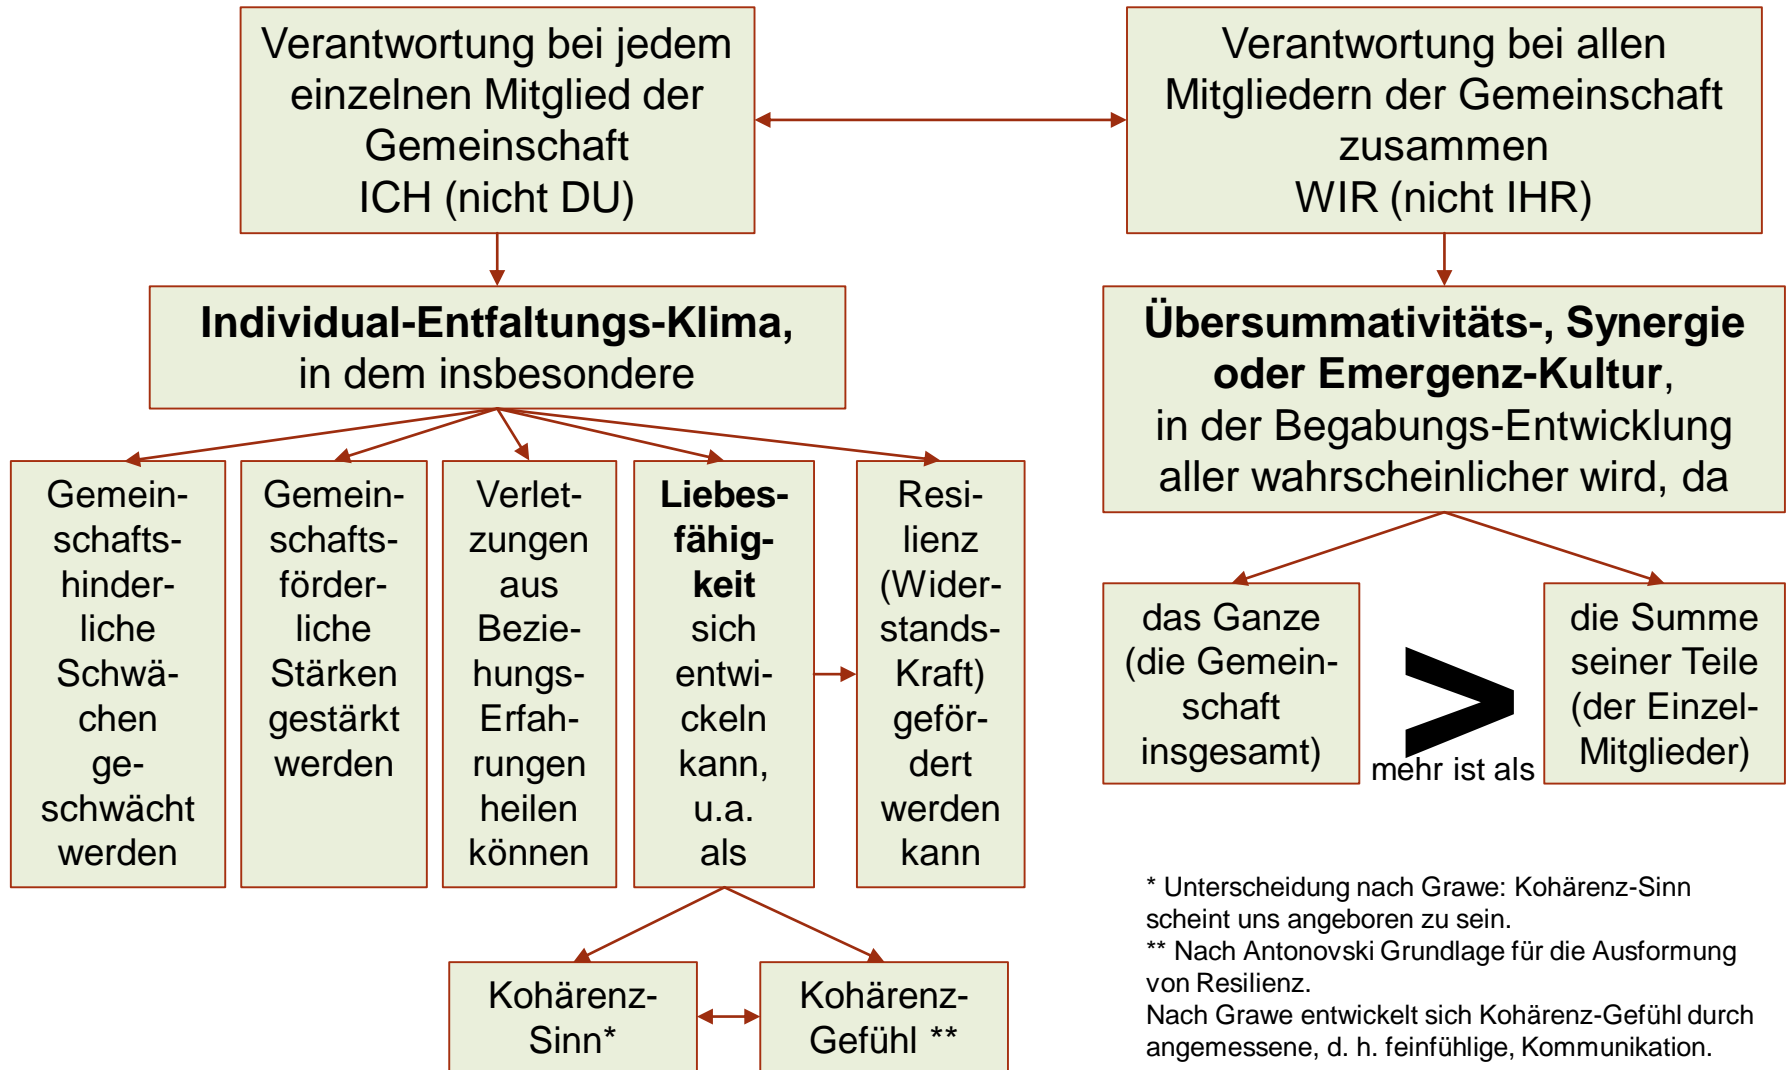 Verantwortung bei jedem
einzelnen Mitglied der
Gemeinschaft
ICH (nicht DU)
Verantwortung bei allen
Mitgliedern der Gemeinschaft
zusammen
WIR (nicht IHR)
Individual-Entfaltungs-Klima,
in dem insbesondere
Übersummativitäts-, Synergie
oder Emergenz-Kultur,
in der Begabungs-Entwicklung
aller wahrscheinlicher wird, da
Gemein-
schafts-
hinder-
liche
Schwä-
chen
ge-
schwächt
werden
Gemein-
schafts-
förder-
liche
Stärken
gestärkt
werden
Verlet-
zungen
aus
Bezie-
hungs-
Erfah-
rungen
heilen
können
Liebes-
fähig-
keit
sich
entwi-
ckeln
kann,
u.a.
als
Resi-
lienz
(Wider-
stands-
Kraft)
geför-
dert
werden
kann
das Ganze
(die Gemein-
schaft
insgesamt)
>
mehr ist als
die Summe
seiner Teile
(der Einzel-
Mitglieder)
Kohärenz-
Sinn*
Kohärenz-
Gefühl **
* Unterscheidung nach Grawe: Kohärenz-Sinn
scheint uns angeboren zu sein.
** Nach Antonovski Grundlage für die Ausformung
von Resilienz.
Nach Grawe entwickelt sich Kohärenz-Gefühl durch
angemessene, d. h. feinfühlige, Kommunikation.